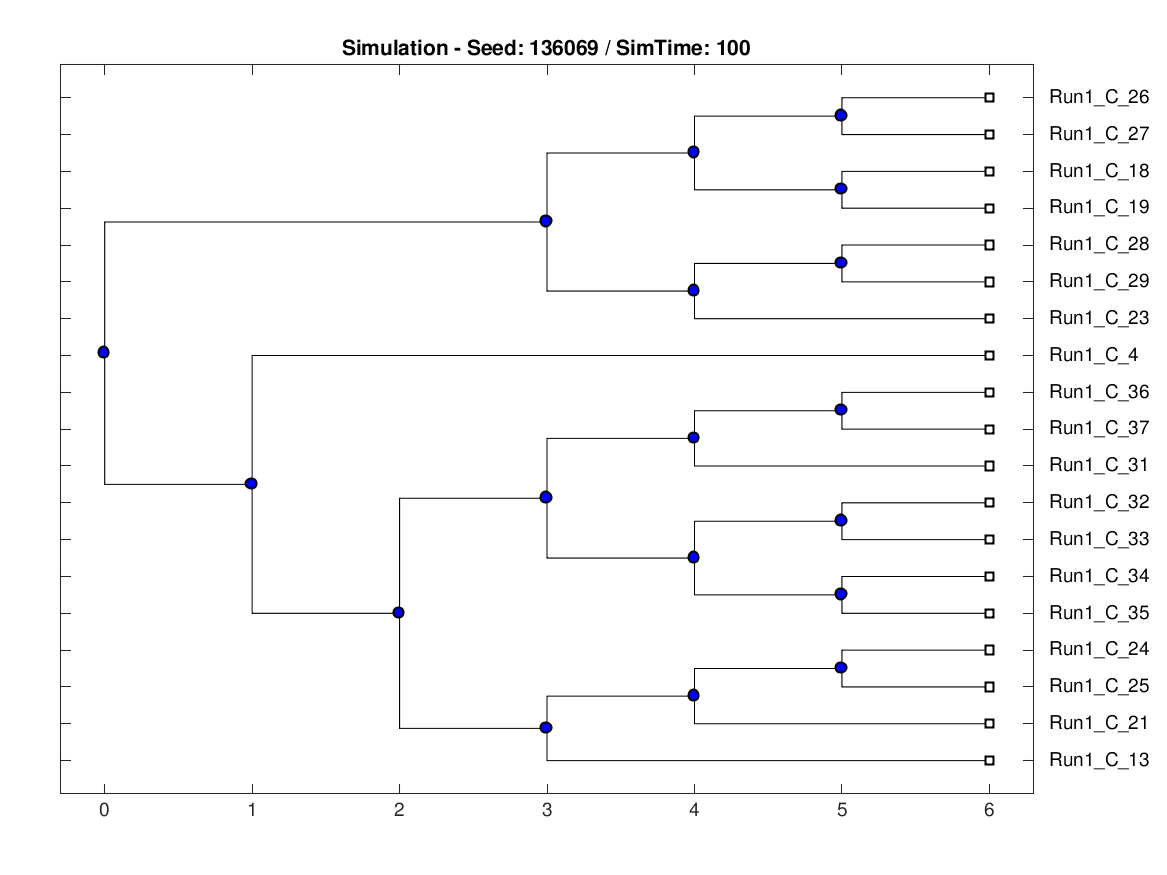 Simulation - Seed: 136069 / SimTime: 100
Run1_C_26
Run1_C_27
Run1_C_18
Run1_C_19
Run1_C_28
Run1_C_29
Run1_C_23
Run1_C_4
Run1_C_36
Run1_C_37
Run1_C_31
Run1_C_32
Run1_C_33
Run1_C_34
Run1_C_35
Run1_C_24
Run1_C_25
Run1_C_21
Run1_C_13
0 1 2 3 4 5 6